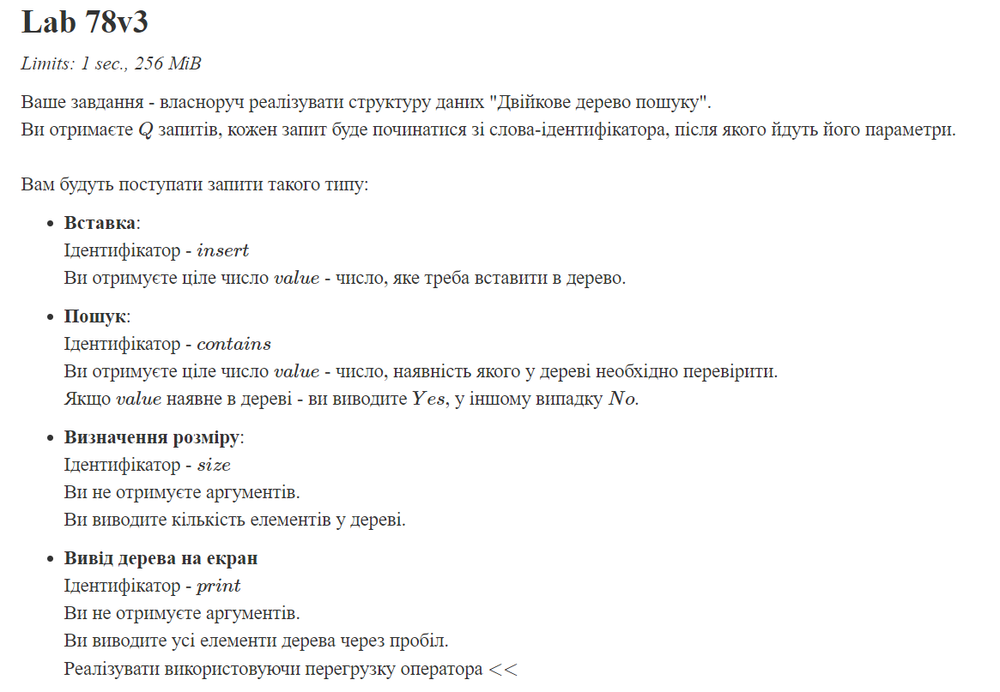 Lab 78v3
Limits: 1 sec., 256 MiB
Ваше завдання - власноруч реалізувати структуру даних "Двійкове дерево пошуку".
Ви отримаєте Q запитів, кожен запит буде починатися зі слова-ідентифікатора, після якого йдуть його параметри.
Вам будуть поступати запити такого типу:
• Вставка:
Ідентифікатор - insert
Ви отримуєте ціле число value - число, яке треба вставити в дерево.
• Пошук:
Ідентифікатор - contains
Ви отримуєте ціле число value - число, наявність якого у дереві необхідно перевірити.
Якщо value наявне в дереві - ви виводите Yes, у іншому випадку No.
• Визначення розміру:
Ідентифікатор - size
Ви не отримуєте аргументів.
Ви виводите кількість елементів у дереві.
• Вивід дерева на екран
Ідентифікатор - print
Ви не отримуєте аргументів.
Ви виводите усі елементи дерева через пробіл.
Реалізувати використовуючи перегрузку оператора <<